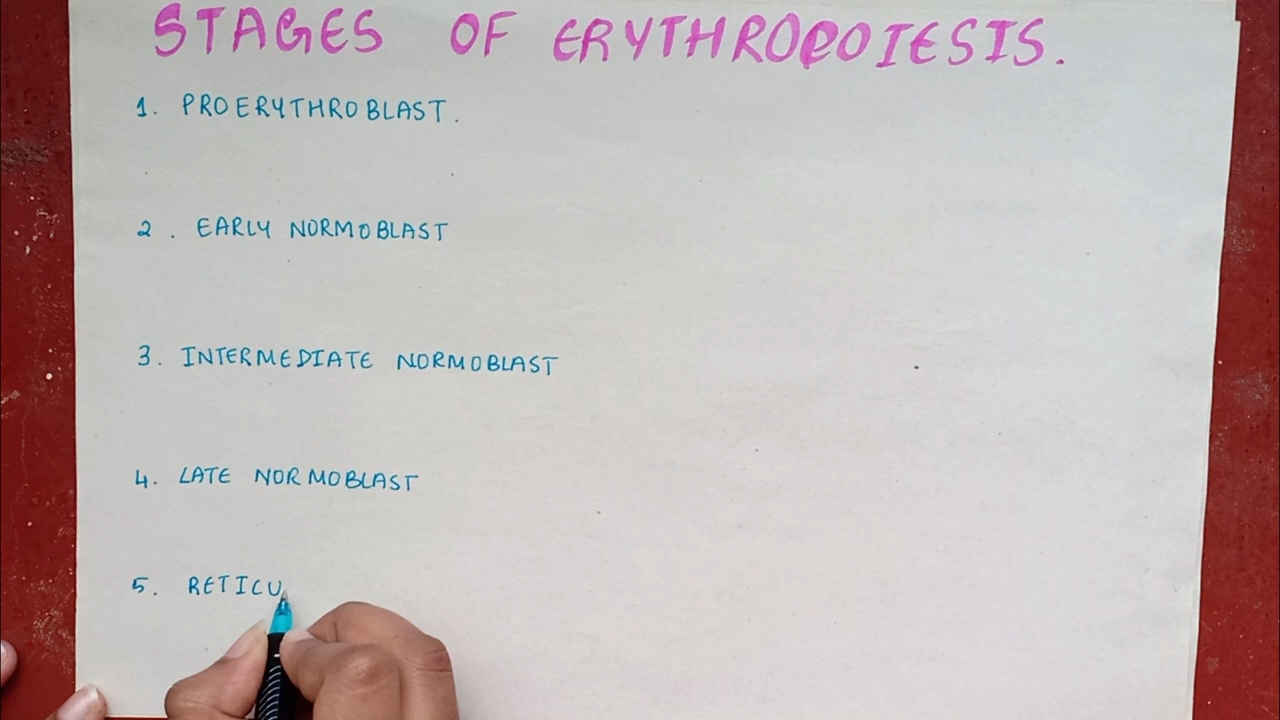 STAGES OF ERYTHROPOIESIS.
1. PROERYTHROBLAST.
2. EARLY NORMOBLAST
3. INTERMEDIATE NORMOBLAST
4. LATE NORMOBLAST
5. RETICU